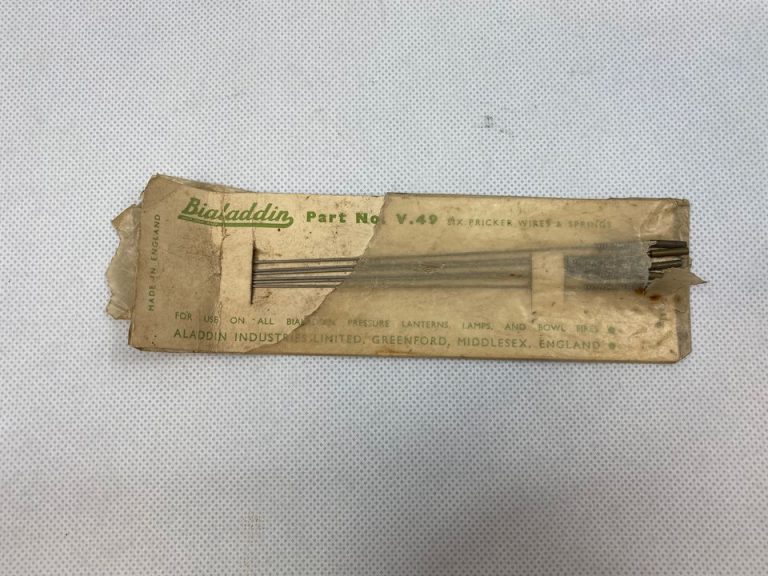 Bialaddin Part No. V.49 SIX PRICKER WIRES & SPRINGS
MADE IN ENGLAND
FOR USE ON ALL BIALADDIN PRESSURE LANTERNS, LAMPS, AND BOWL FIRES
ALADDIN INDUSTRIES LIMITED, GREENFORD, MIDDLESEX, ENGLAND